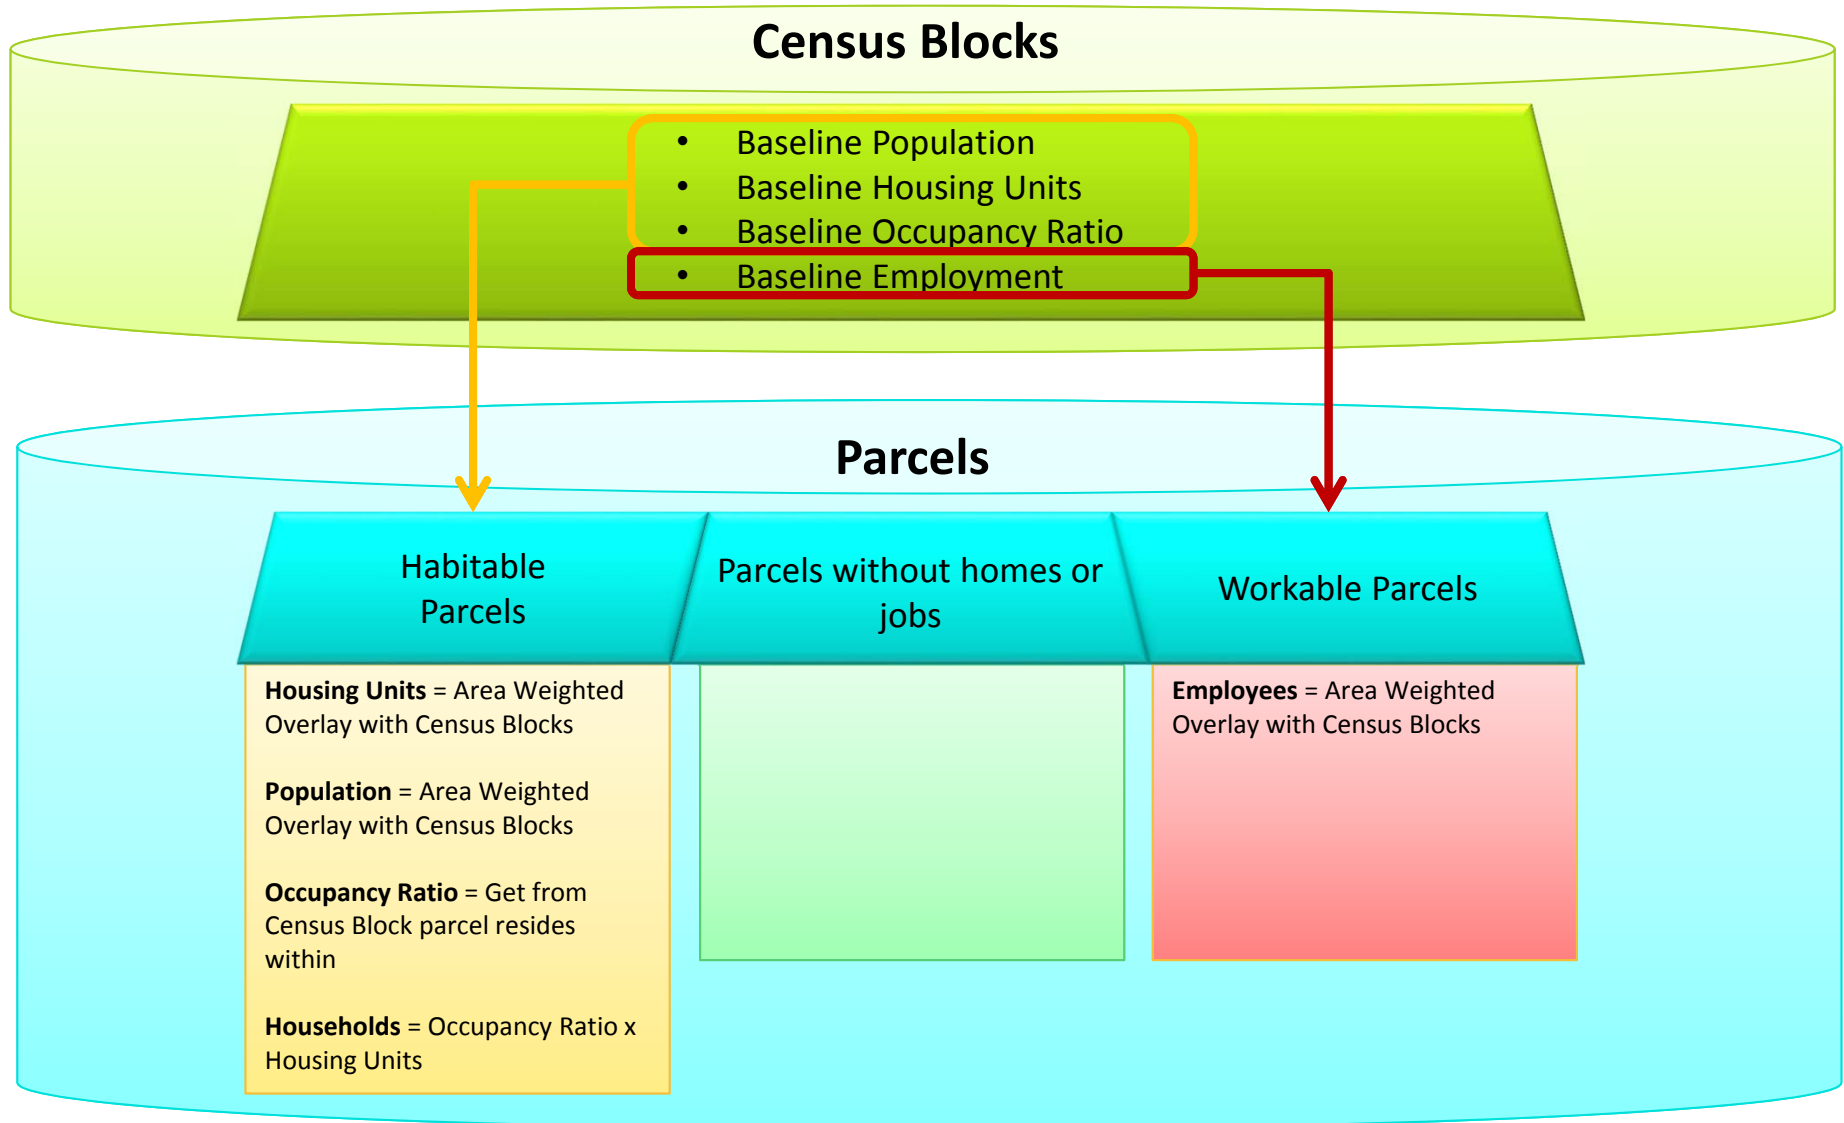 Census Blocks
• Baseline Population
• Baseline Housing Units
• Baseline Occupancy Ratio
• Baseline Employment
Parcels
Habitable
Parcels
Parcels without homes or
jobs
Workable Parcels
Housing Units = Area Weighted
Overlay with Census Blocks
Population = Area Weighted
Overlay with Census Blocks
Occupancy Ratio = Get from
Census Block parcel resides
within
Households = Occupancy Ratio x
Housing Units
Employees = Area Weighted
Overlay with Census Blocks